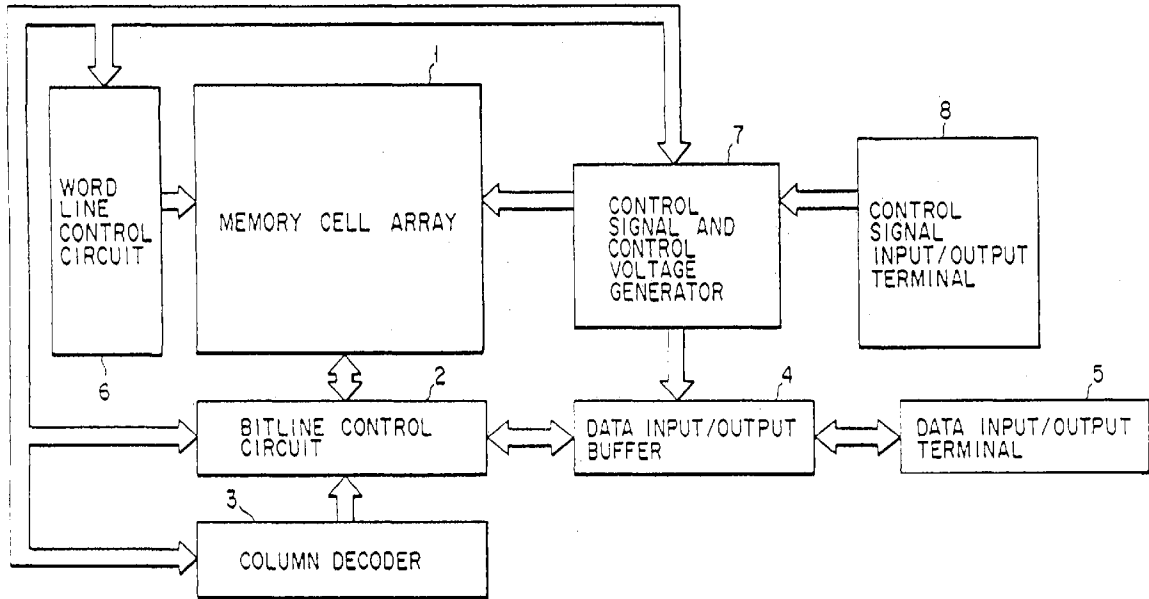 1
7
8
WORD
LINE
CONTROL
CIRCUIT
MEMORY CELL ARRAY
CONTROL
SIGNAL AND
CONTROL
VOLTAGE
GENERATOR
CONTROL
SIGNAL
INPUT/OUTPUT
TERMINAL
6
2
4
5
BITLINE CONTROL
CIRCUIT
DATA INPUT/OUTPUT
BUFFER
DATA INPUT/OUTPUT
TERMINAL
3
COLUMN DECODER